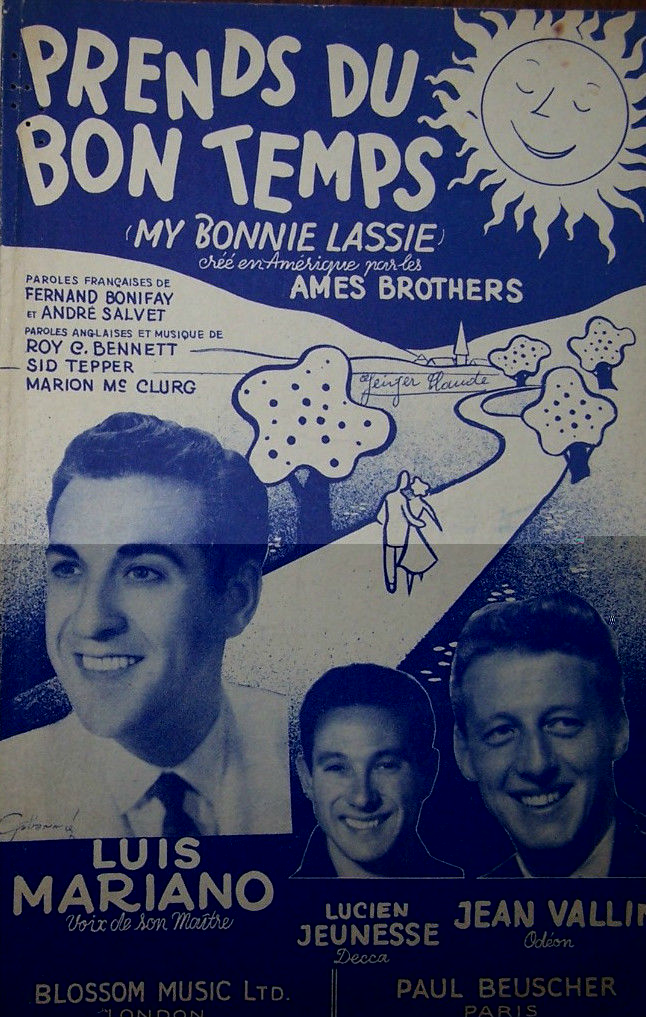 PRENDS DU
BON TEMPS
(MY BONNIE LASSIE)
créé en Amérique par les
AMES BROTHERS
PAROLES FRANÇAISES DE
FERNAND BONIFAY
ET ANDRÉ SALVET
PAROLES ANGLAISES ET MUSIQUE DE
ROY C. BENNETT
SID TEPPER
MARION Mc CLURG
LUIS
MARIANO
Voix de son Maître
LUCIEN
JEUNESSE
Decca
JEAN VALLIN
Odéon
BLOSSOM MUSIC LTD.
LONDON
PAUL BEUSCHER
PARIS